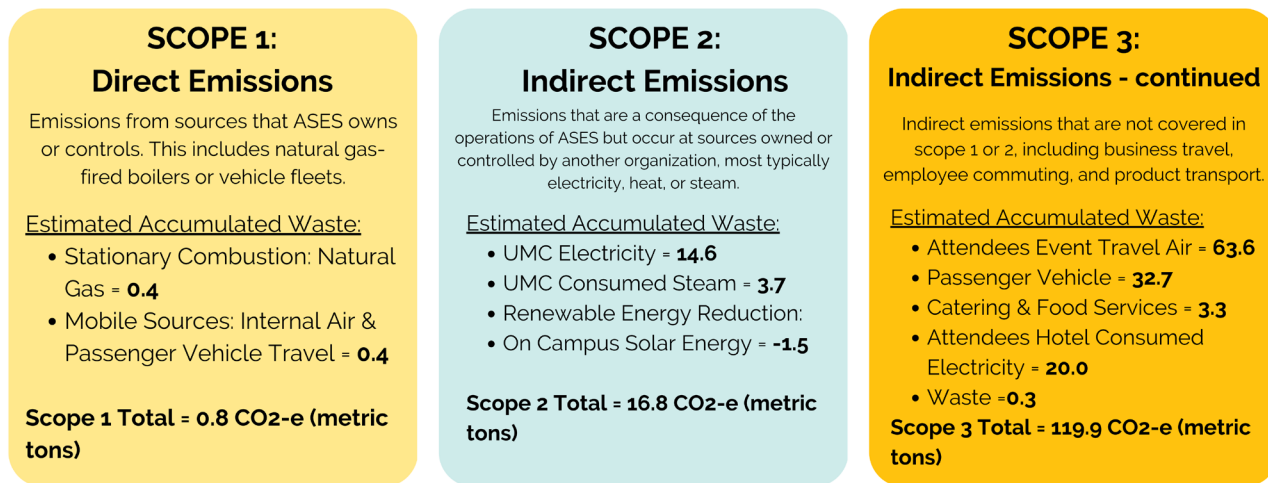 SCOPE 1:
Direct Emissions
Emissions from sources that ASES owns
or controls. This includes natural gas-
fired boilers or vehicle fleets.
Estimated Accumulated Waste:
• Stationary Combustion: Natural
Gas = 0.4
• Mobile Sources: Internal Air &
Passenger Vehicle Travel = 0.4
Scope 1 Total = 0.8 CO2-e (metric
tons)
SCOPE 2:
Indirect Emissions
Emissions that are a consequence of the
operations of ASES but occur at sources owned or
controlled by another organization, most typically
electricity, heat, or steam.
Estimated Accumulated Waste:
• UMC Electricity = 14.6
• UMC Consumed Steam = 3.7
• Renewable Energy Reduction:
• On Campus Solar Energy = -1.5
Scope 2 Total = 16.8 CO2-e (metric
tons)
SCOPE 3:
Indirect Emissions - continued
Indirect emissions that are not covered in
scope 1 or 2, including business travel,
employee commuting, and product transport.
Estimated Accumulated Waste:
• Attendees Event Travel Air = 63.6
• Passenger Vehicle = 32.7
• Catering & Food Services = 3.3
• Attendees Hotel Consumed
Electricity = 20.0
• Waste =0.3
Scope 3 Total = 119.9 CO2-e (metric
tons)